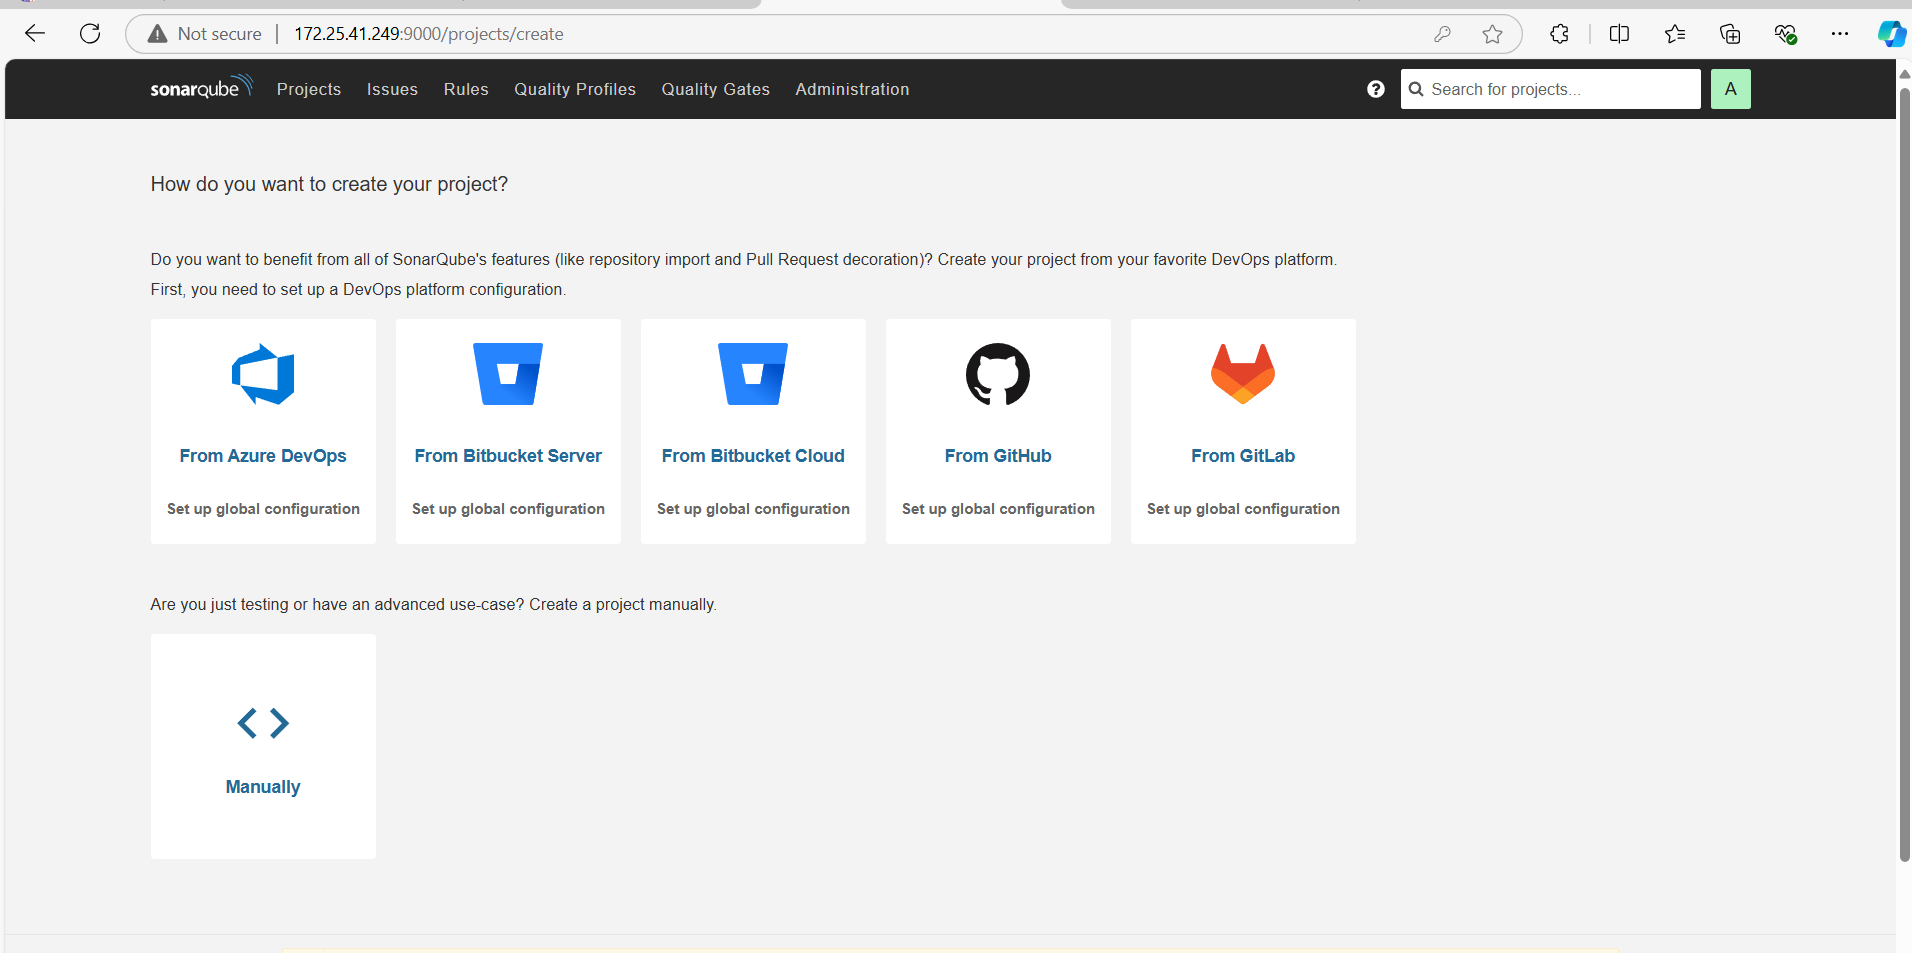 Not secure 172.25.41.249:9000/projects/create
sonarqube Projects Issues Rules Quality Profiles Quality Gates Administration ? Search for projects... A
How do you want to create your project?
Do you want to benefit from all of SonarQube's features (like repository import and Pull Request decoration)? Create your project from your favorite DevOps platform.
First, you need to set up a DevOps platform configuration.
From Azure DevOps From Bitbucket Server From Bitbucket Cloud From GitHub From GitLab
Set up global configuration Set up global configuration Set up global configuration Set up global configuration Set up global configuration
Are you just testing or have an advanced use-case? Create a project manually.
Manually